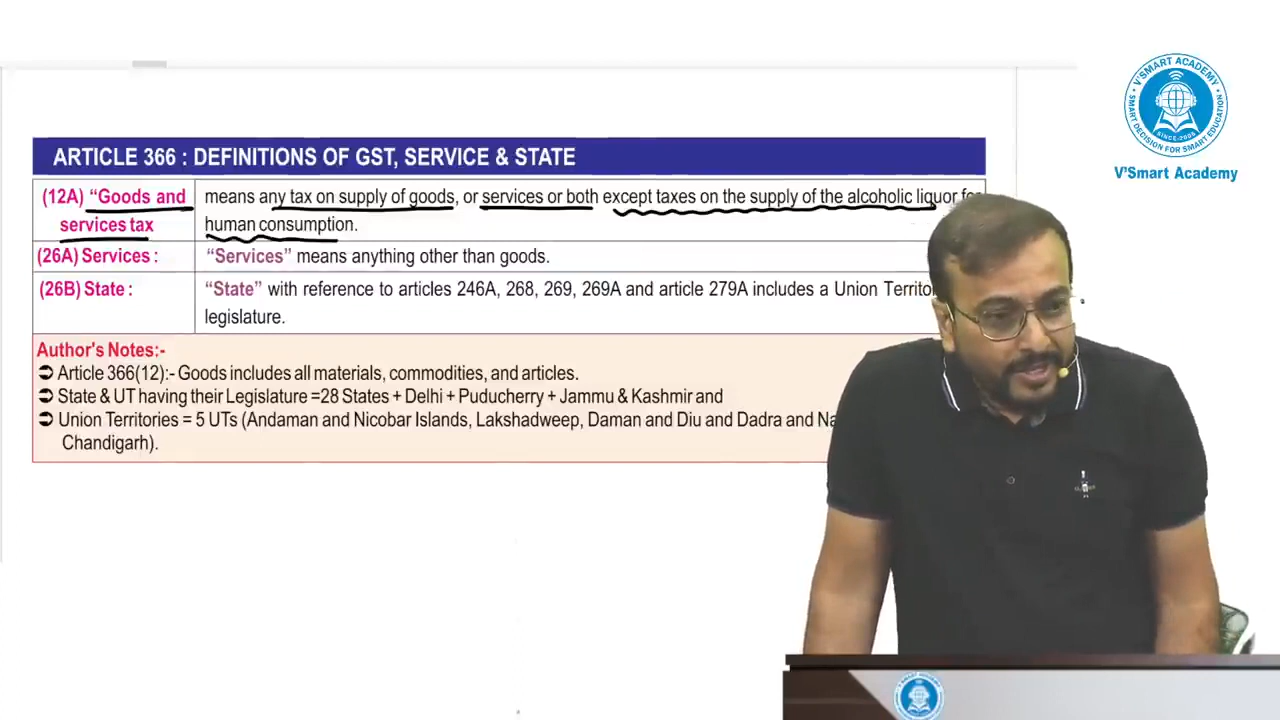 V'SMART ACADEMY
SMART DECISION FOR SMART EDUCATION
SINCE-2006
V'Smart Academy
ARTICLE 366 : DEFINITIONS OF GST, SERVICE & STATE
(12A) “Goods and services tax
means any tax on supply of goods, or services or both except taxes on the supply of the alcoholic liquor
human consumption.
(26A) Services :
“Services” means anything other than goods.
(26B) State :
“State” with reference to articles 246A, 268, 269, 269A and article 279A includes a Union
legislature.
Author's Notes:-
➲ Article 366(12):- Goods includes all materials, commodities, and articles.
➲ State & UT having their Legislature =28 States + Delhi + Puducherry + Jammu & Kashmir and
➲ Union Territories = 5 UTs (Andaman and Nicobar Islands, Lakshadweep, Daman and Diu and Dadra and
Chandigarh).